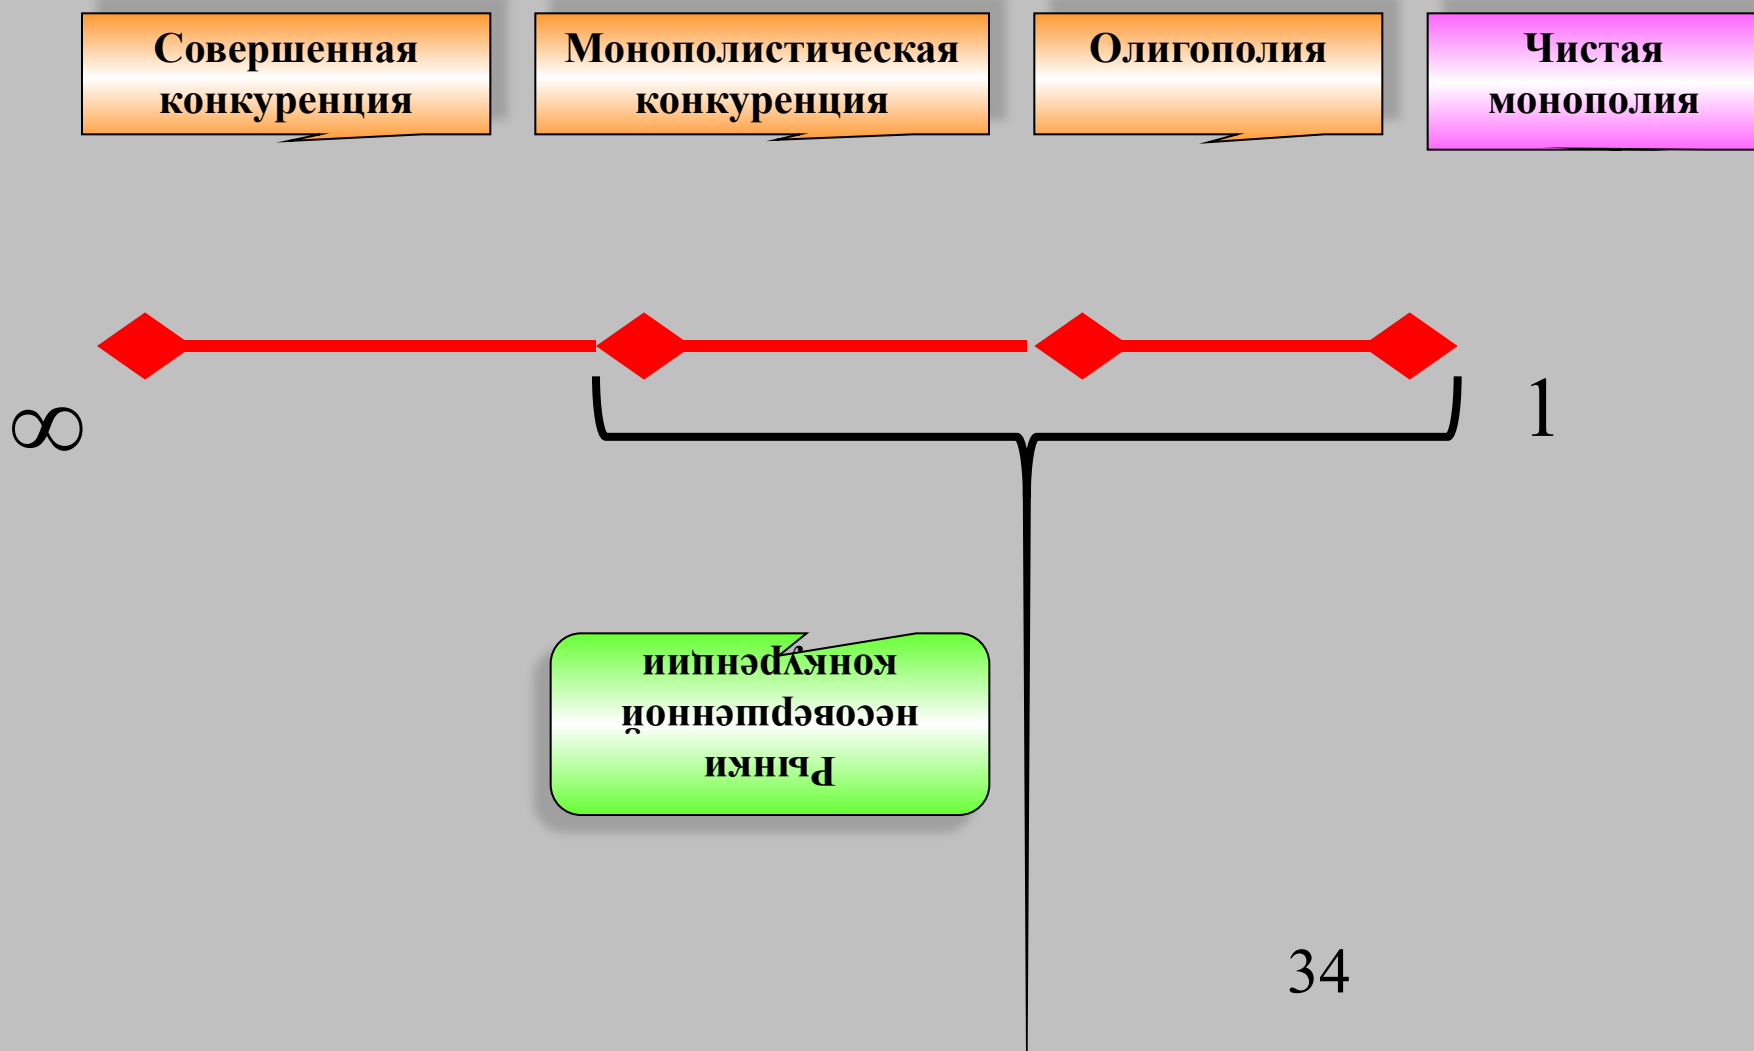 Совершенная
конкуренция
Монополистическая
конкуренция
Олигополия
Чистая
монополия
∞
1
Рынки
несовершенной
конкуренции
34